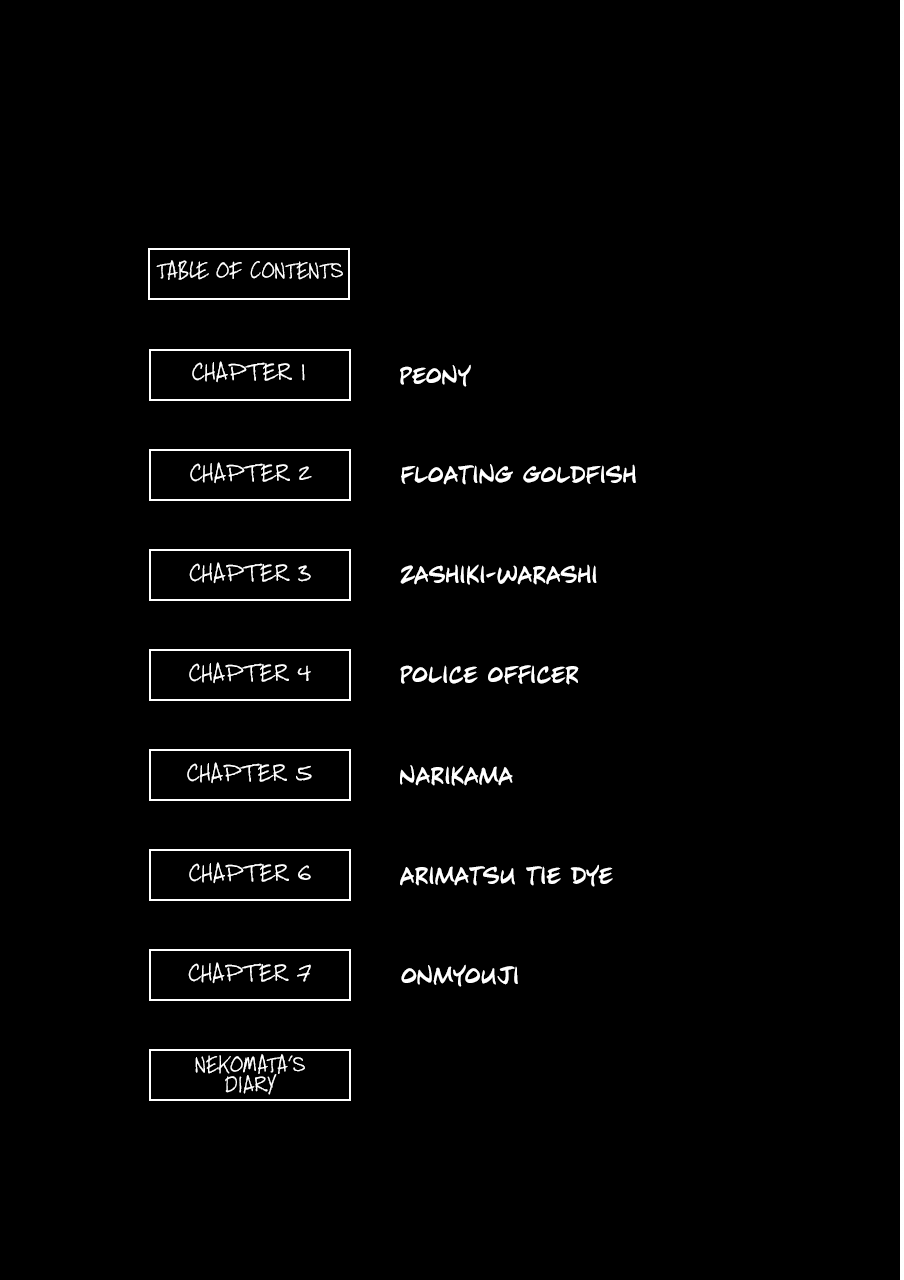 TABLE OF CONTENTS
CHAPTER 1 PEONY
CHAPTER 2 FLOATING GOLDFISH
CHAPTER 3 ZASHIKI-WARASHI
CHAPTER 4 POLICE OFFICER
CHAPTER 5 NARIKAMA
CHAPTER 6 ARIMATSU TIE DYE
CHAPTER 7 ONMYOUJI
NEKOMATA'S
DIARY